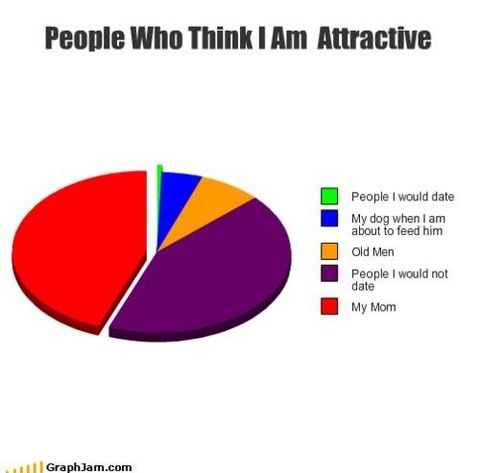 People Who Think I Am Attractive
People I would date
My dog when I am
about to feed him
Old Men
People I would not
date
My Mom
GraphJam.com